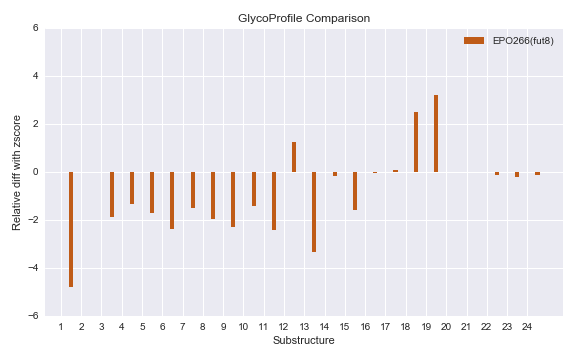 GlycoProfile Comparison
EPO266(fut8)
Relative diff with zscore
6
4
2
0
−2
−4
−6
1 2 3 4 5 6 7 8 9 10 11 12 13 14 15 16 17 18 19 20 21 22 23 24
Substructure